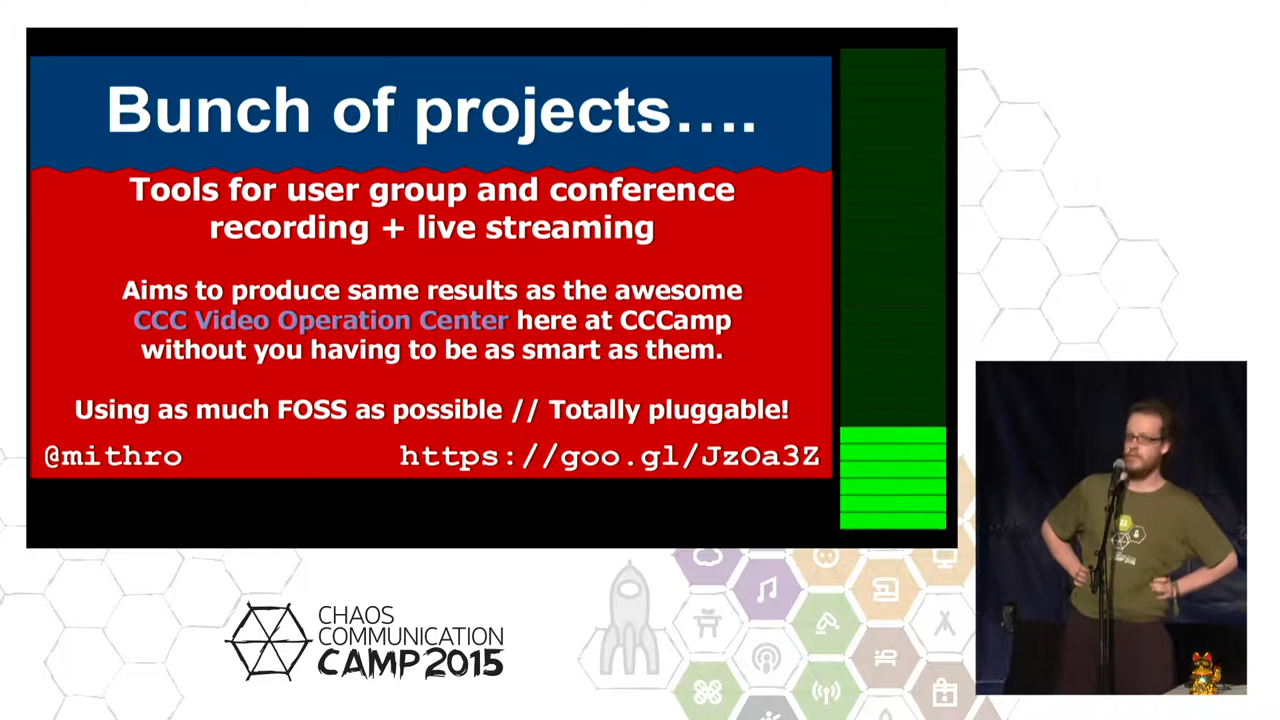 Bunch of projects....
Tools for user group and conference
recording + live streaming
Aims to produce same results as the awesome
CCC Video Operation Center here at CCCamp
without you having to be as smart as them.
Using as much FOSS as possible // Totally pluggable!
@mithro
https://goo.gl/JzOa3Z
CHAOS
COMMUNICATION
CAMP 2015
CAMP 2015